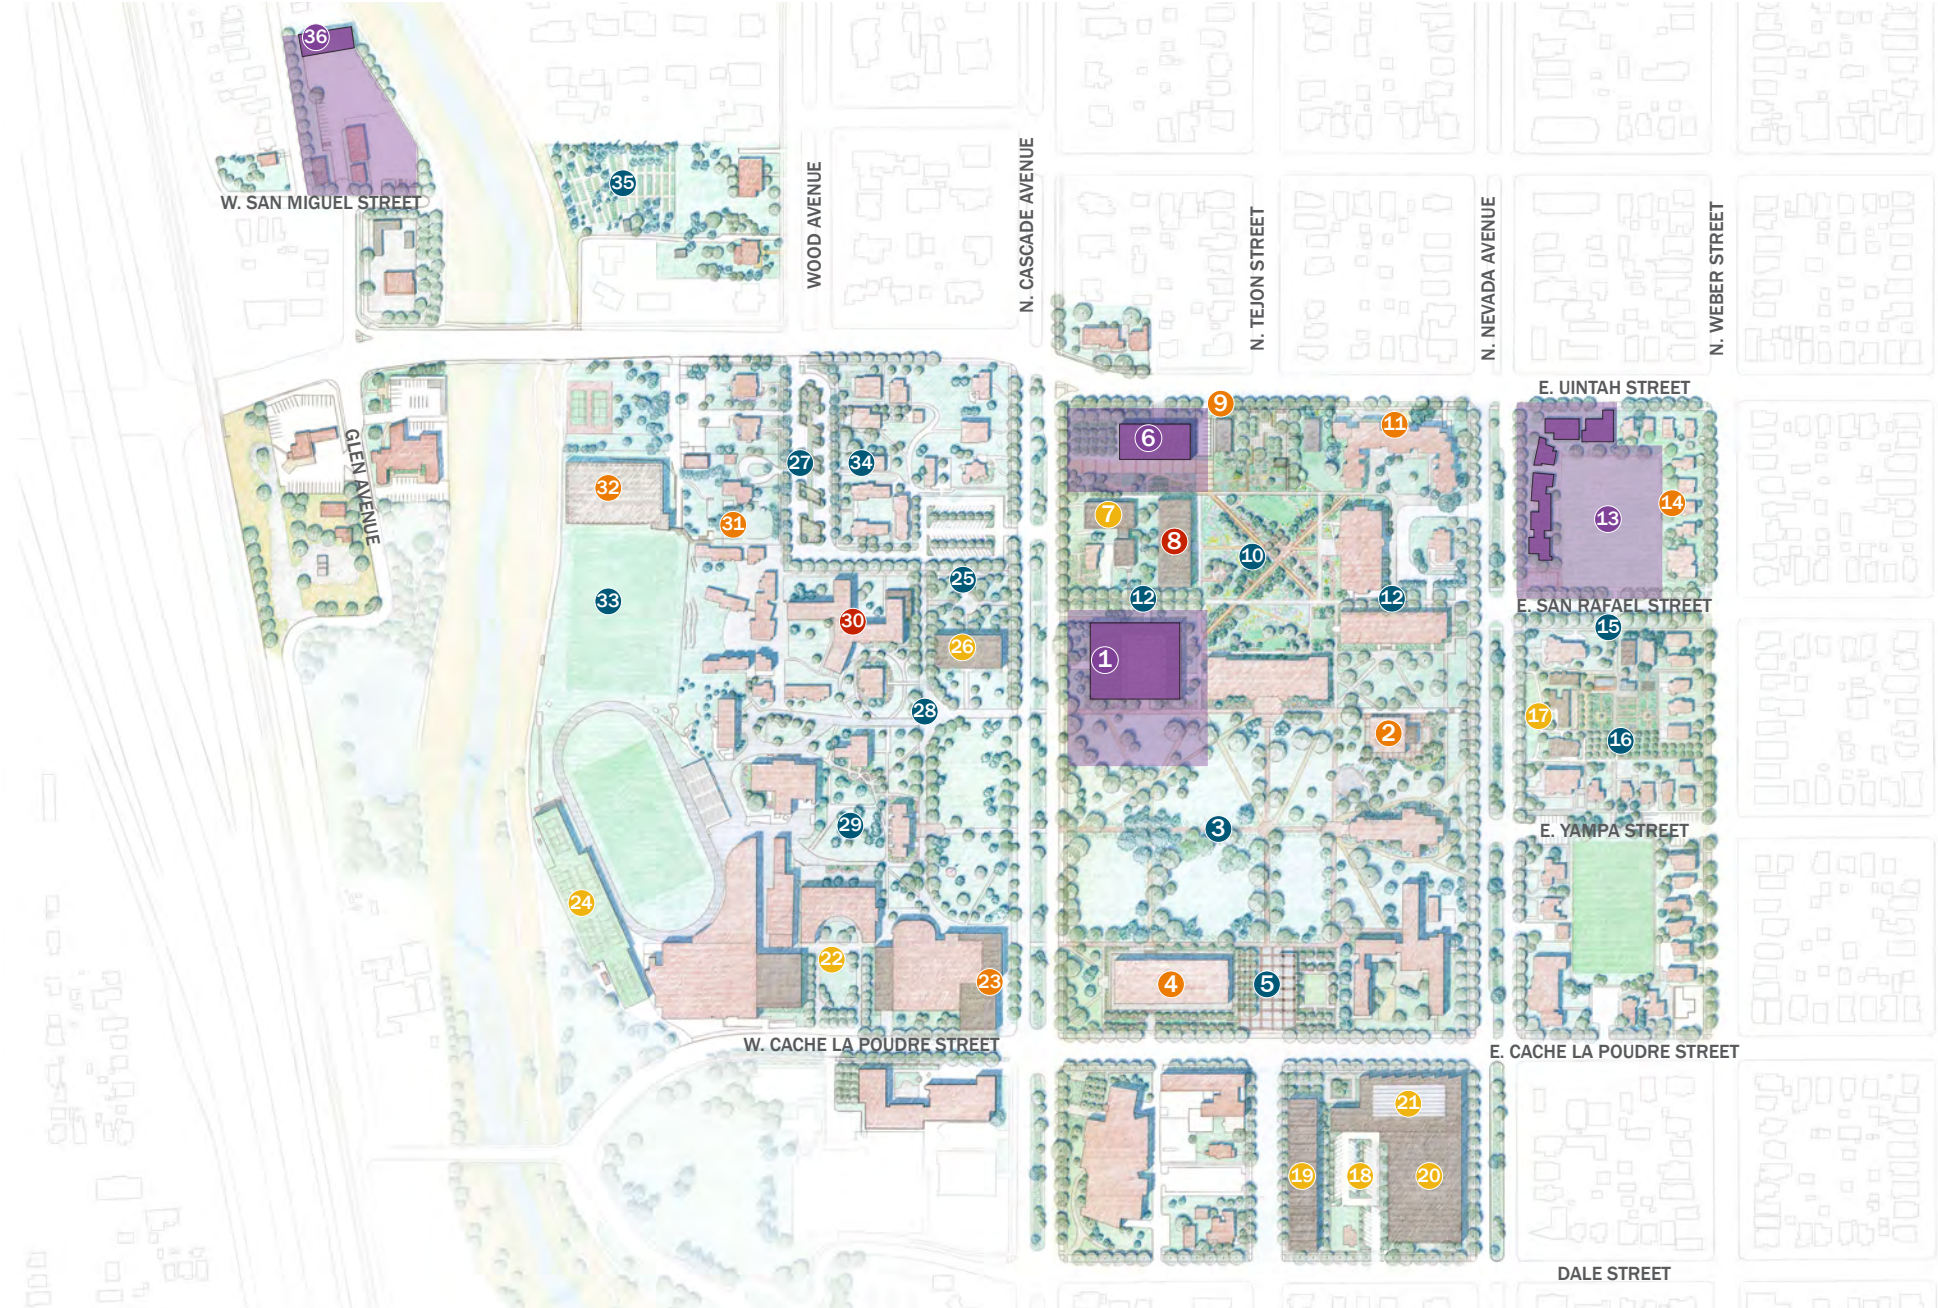 36
35
W. SAN MIGUEL STREET
WOOD AVENUE
N. CASCADE AVENUE
N. TEJON STREET
N. NEVADA AVENUE
N. WEBER STREET
E. UINTAH STREET
GLEN AVENUE
9
6
11
27
34
32
31
7
8
10
14
13
33
25
12
12
E. SAN RAFAEL STREET
30
26
15
1
28
17
2
16
29
3
E. YAMPA STREET
24
22
23
4
5
W. CACHE LA POUDRE STREET
E. CACHE LA POUDRE STREET
21
19
18
20
DALE STREET